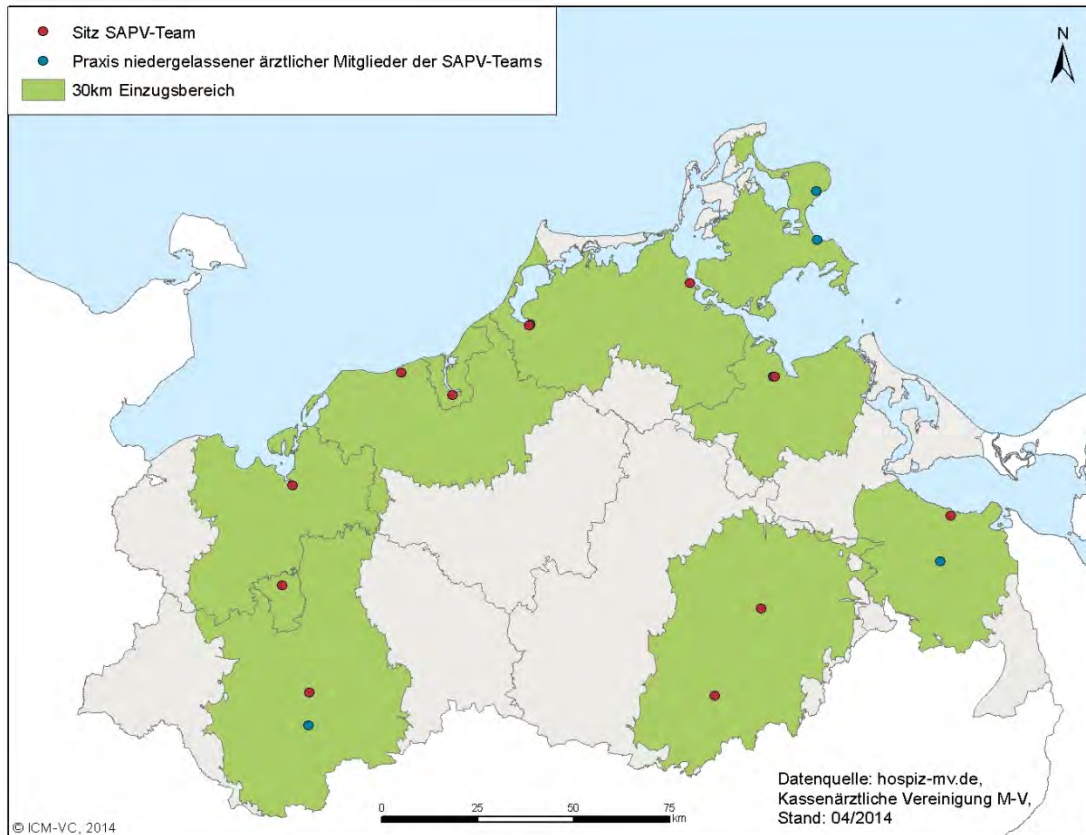 Sitz SAPV-Team
Praxis niedergelassener ärztlicher Mitglieder der SAPV-Teams
30km Einzugsbereich
N
Datenquelle: hospiz-mv.de,
Kassenärztliche Vereinigung M-V,
Stand: 04/2014
0 25 50 75
km
© ICM-VC, 2014